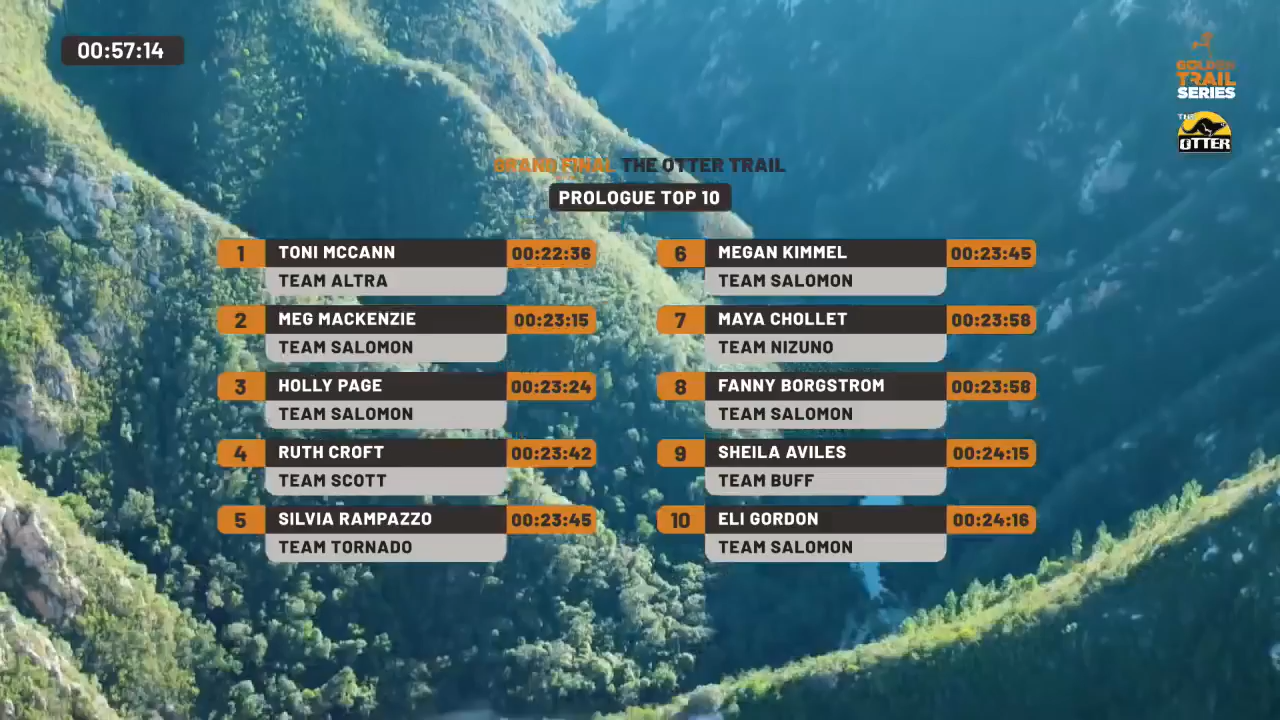 00:57:14
GOLDEN
TRAIL
SERIES
THE
OTTER
GRAND FINAL THE OTTER TRAIL
PROLOGUE TOP 10
1 TONI MCCANN 00:22:36
TEAM ALTRA
2 MEG MACKENZIE 00:23:15
TEAM SALOMON
3 HOLLY PAGE 00:23:24
TEAM SALOMON
4 RUTH CROFT 00:23:42
TEAM SCOTT
5 SILVIA RAMPAZZO 00:23:45
TEAM TORNADO
6 MEGAN KIMMEL 00:23:45
TEAM SALOMON
7 MAYA CHOLLET 00:23:58
TEAM NIZUNO
8 FANNY BORGSTROM 00:23:58
TEAM SALOMON
9 SHEILA AVILES 00:24:15
TEAM BUFF
10 ELI GORDON 00:24:16
TEAM SALOMON